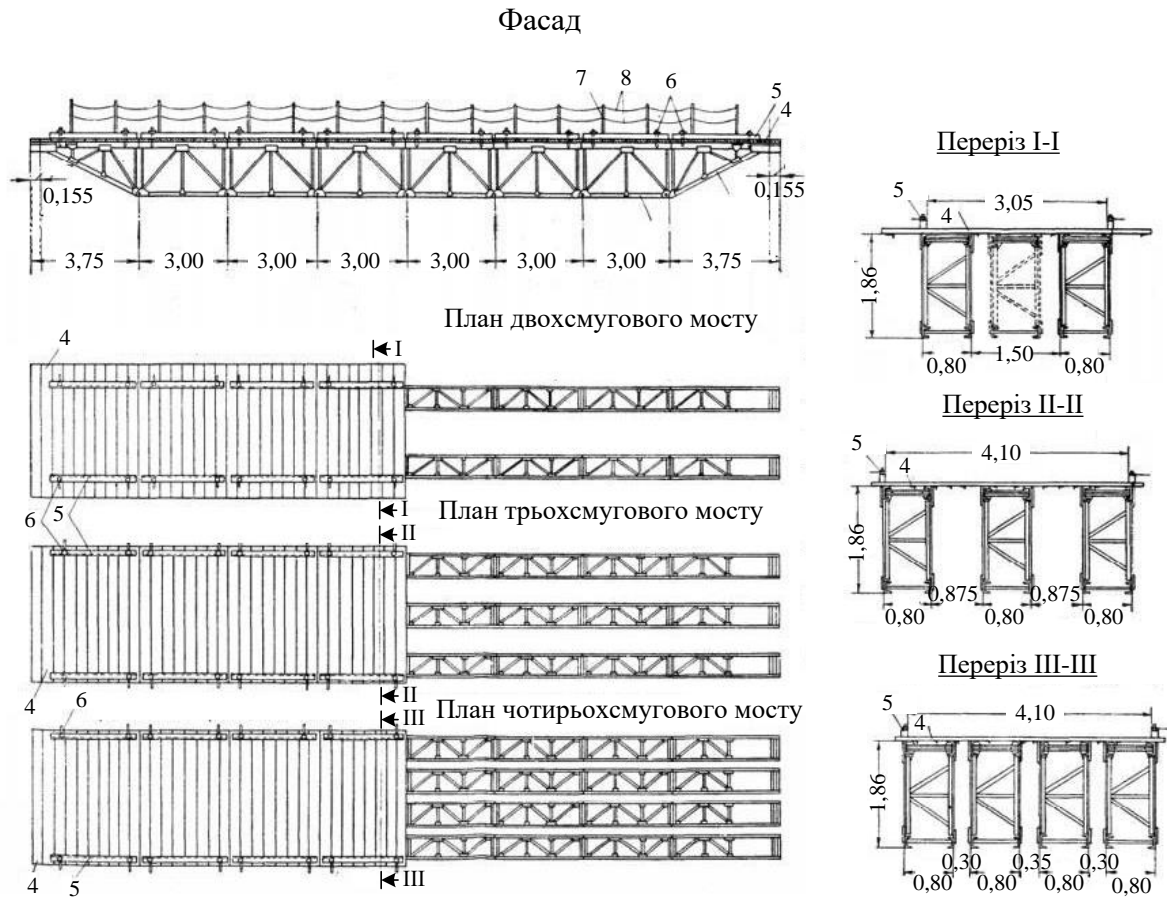 Фасад
7 8 6
5
4
0,155
0,155
3,75 3,00 3,00 3,00 3,00 3,00 3,00 3,75
План двохсмугового мосту
4
I
I
6 5
План трьохсмугового мосту
II
4
II
6
План чотирьохсмугового мосту
III
4 5
III
Переріз I-I
5
3,05
4
1,86
1,50
0,80 0,80
Переріз II-II
5
4,10
4
1,86
0,875 0,875
0,80 0,80 0,80
Переріз III-III
5
4,10
4
1,86
0,30 0,35 0,30
0,80 0,80 0,80 0,80